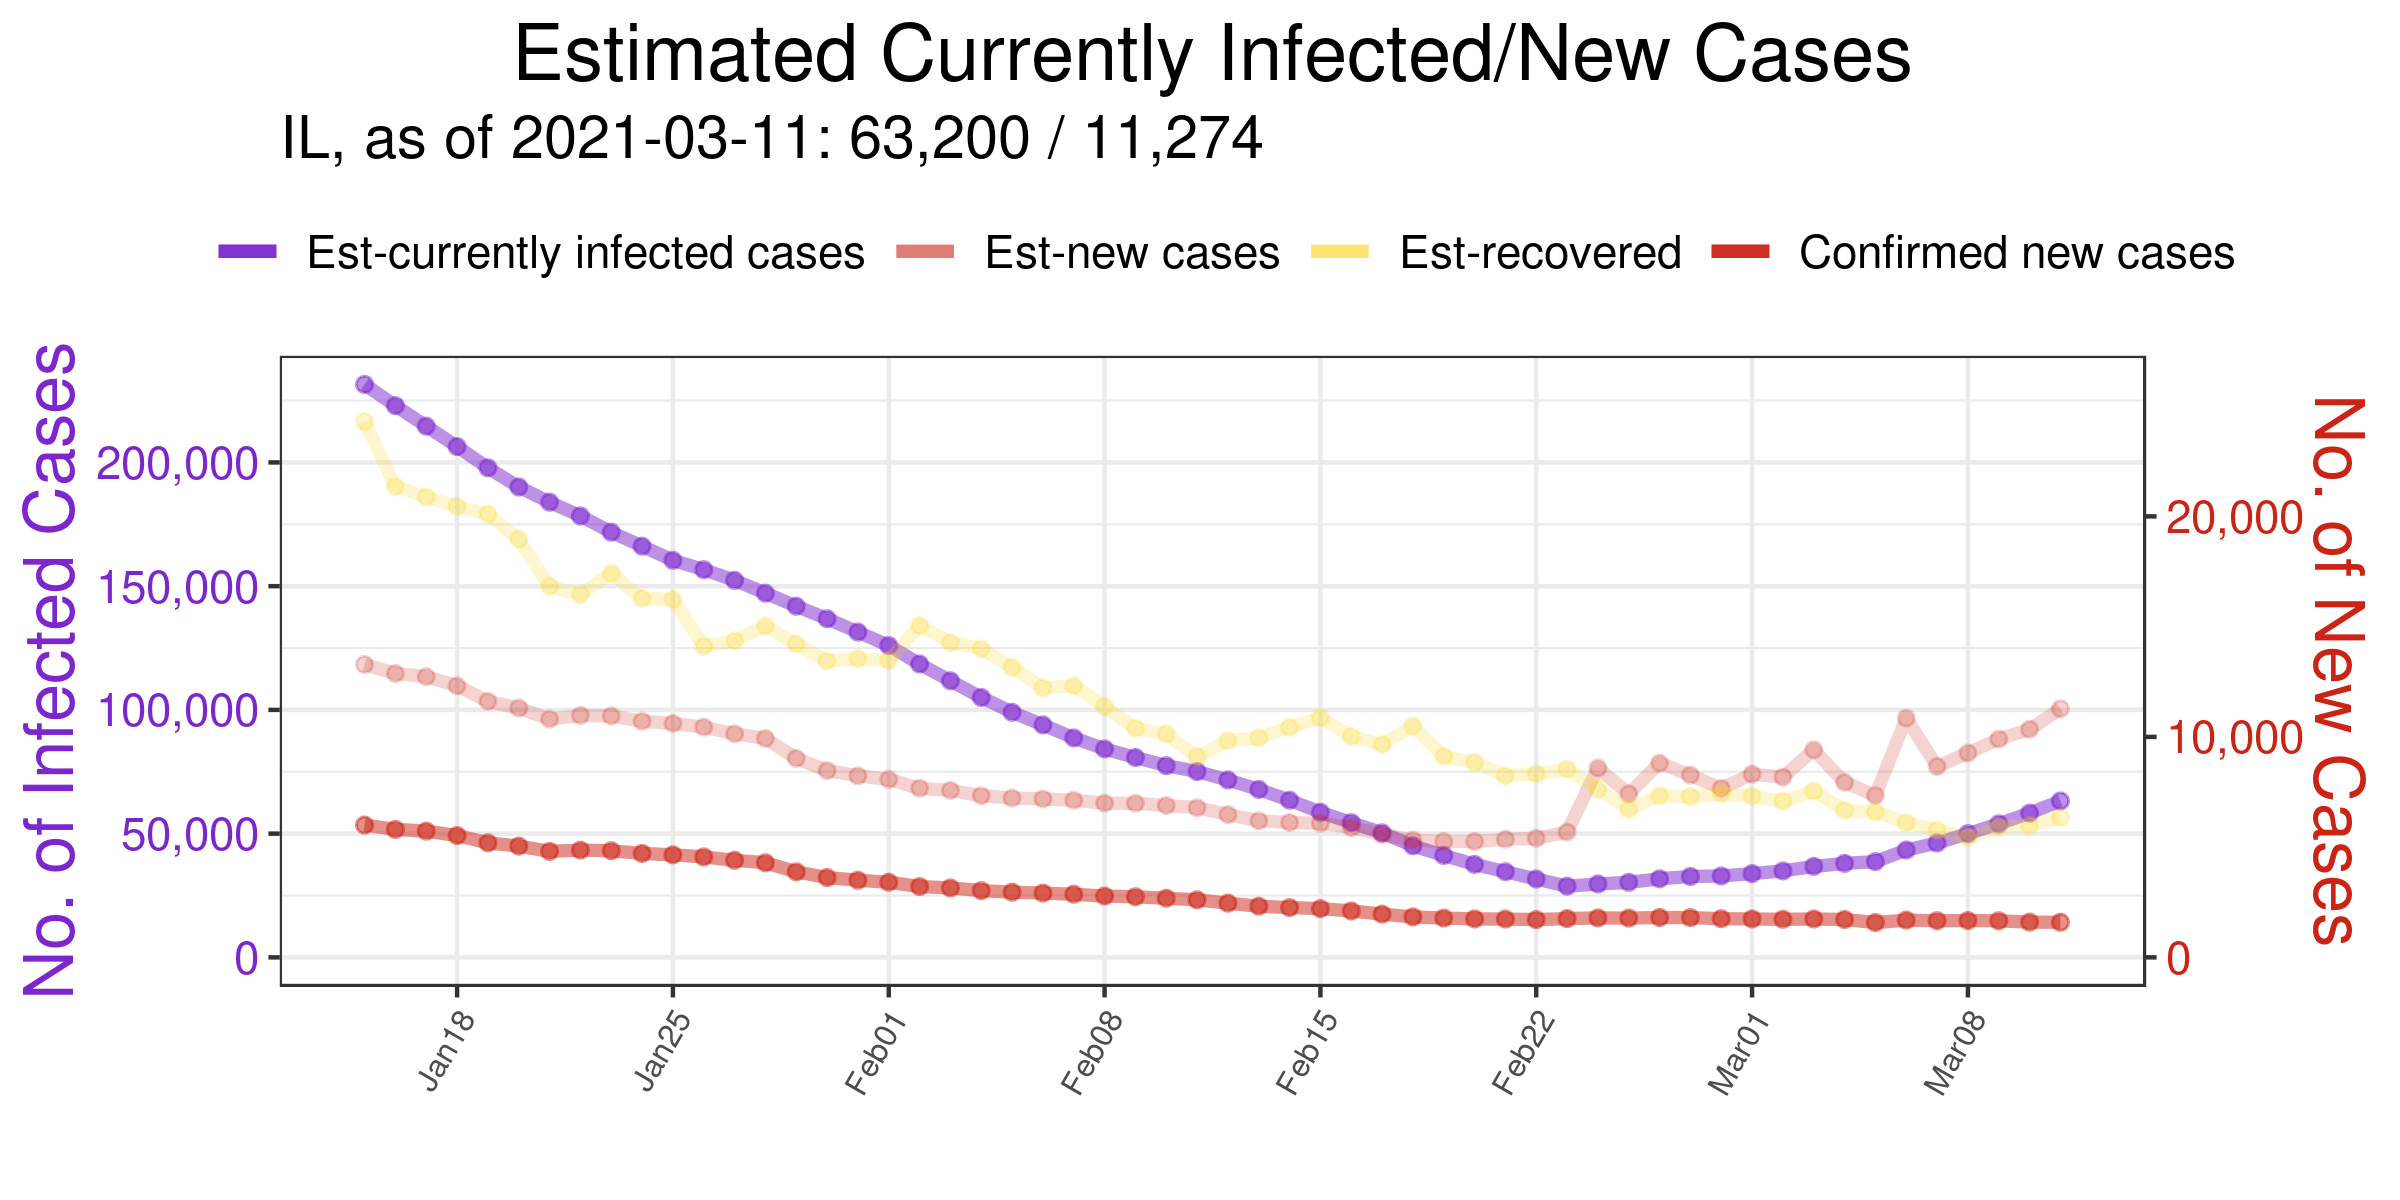 Estimated Currently Infected/New Cases
IL, as of 2021-03-11: 63,200 / 11,274
Est-currently infected cases Est-new cases Est-recovered Confirmed new cases
No. of Infected Cases
200,000
150,000
100,000
50,000
0
20,000
10,000
0
No. of New Cases
Jan18 Jan25 Feb01 Feb08 Feb15 Feb22 Mar01 Mar08